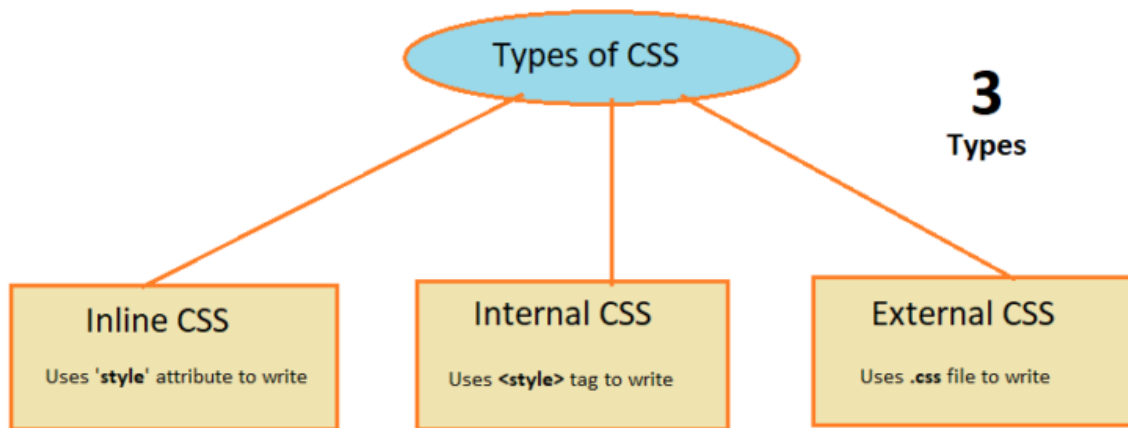 Types of CSS
3
Types
Inline CSS
Uses 'style' attribute to write
Internal CSS
Uses <style> tag to write
External CSS
Uses .css file to write